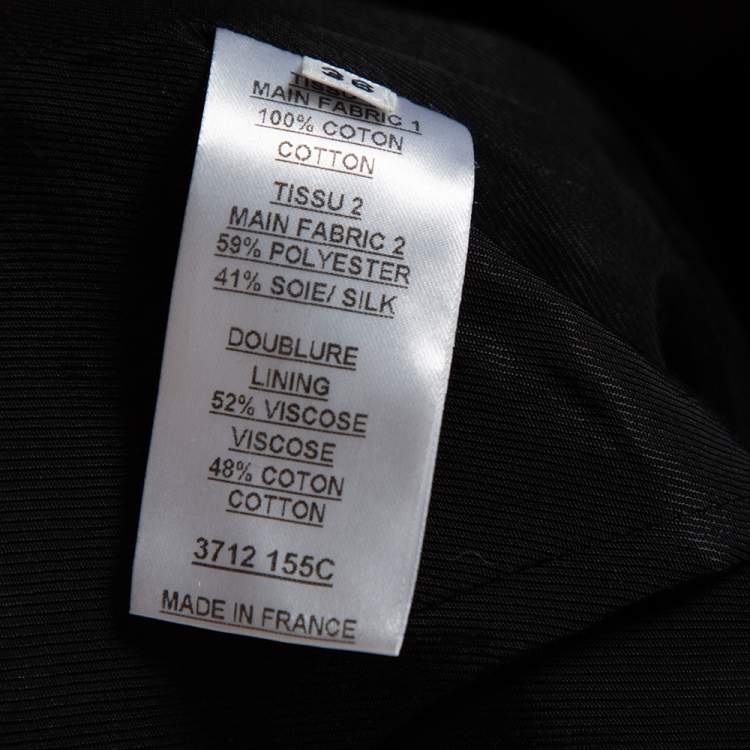 36
TISSU
MAIN FABRIC 1
100% COTON
COTTON
TISSU 2
MAIN FABRIC 2
59% POLYESTER
41% SOIE/ SILK
DOUBLURE
LINING
52% VISCOSE
VISCOSE
48% COTON
COTTON
3712 155C
MADE IN FRANCE